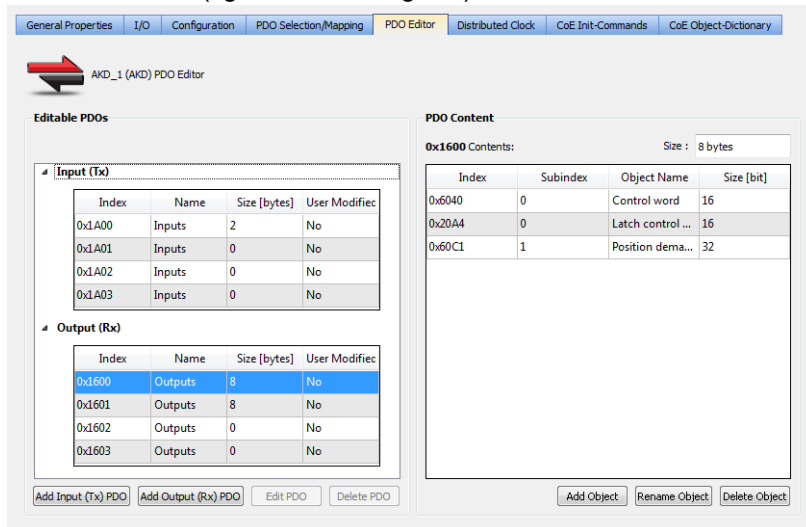 General Properties I/O Configuration PDO Selection/Mapping PDO Editor Distributed Clock CoE Init-Commands CoE Object-Dictionary
AKD_1 (AKD) PDO Editor
Editable PDOs
Input (Tx)
Index Name Size [bytes] User Modified
0x1A00 Inputs 2 No
0x1A01 Inputs 0 No
0x1A02 Inputs 0 No
0x1A03 Inputs 0 No
Output (Rx)
Index Name Size [bytes] User Modified
0x1600 Outputs 8 No
0x1601 Outputs 8 No
0x1602 Outputs 0 No
0x1603 Outputs 0 No
Add Input (Tx) PDO Add Output (Rx) PDO Edit PDO Delete PDO
PDO Content
0x1600 Contents: Size : 8 bytes
Index Subindex Object Name Size [bit]
0x6040 0 Control word 16
0x20A4 0 Latch control ... 16
0x60C1 1 Position dema... 32
Add Object Rename Object Delete Object